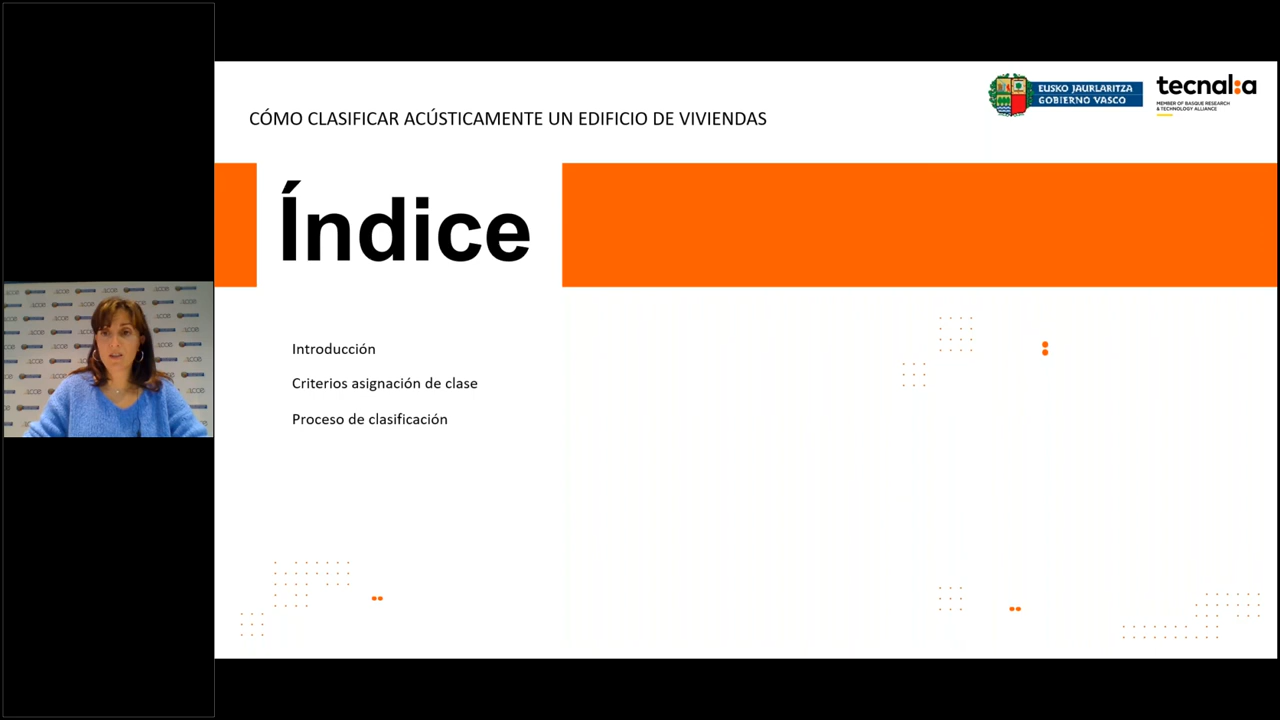 EUSKO JAURLARITZA
GOBIERNO VASCO
tecnal:a
MEMBER OF BASQUE RESEARCH
& TECHNOLOGY ALLIANCE
CÓMO CLASIFICAR ACÚSTICAMENTE UN EDIFICIO DE VIVIENDAS
Índice
Introducción
Criterios asignación de clase
Proceso de clasificación